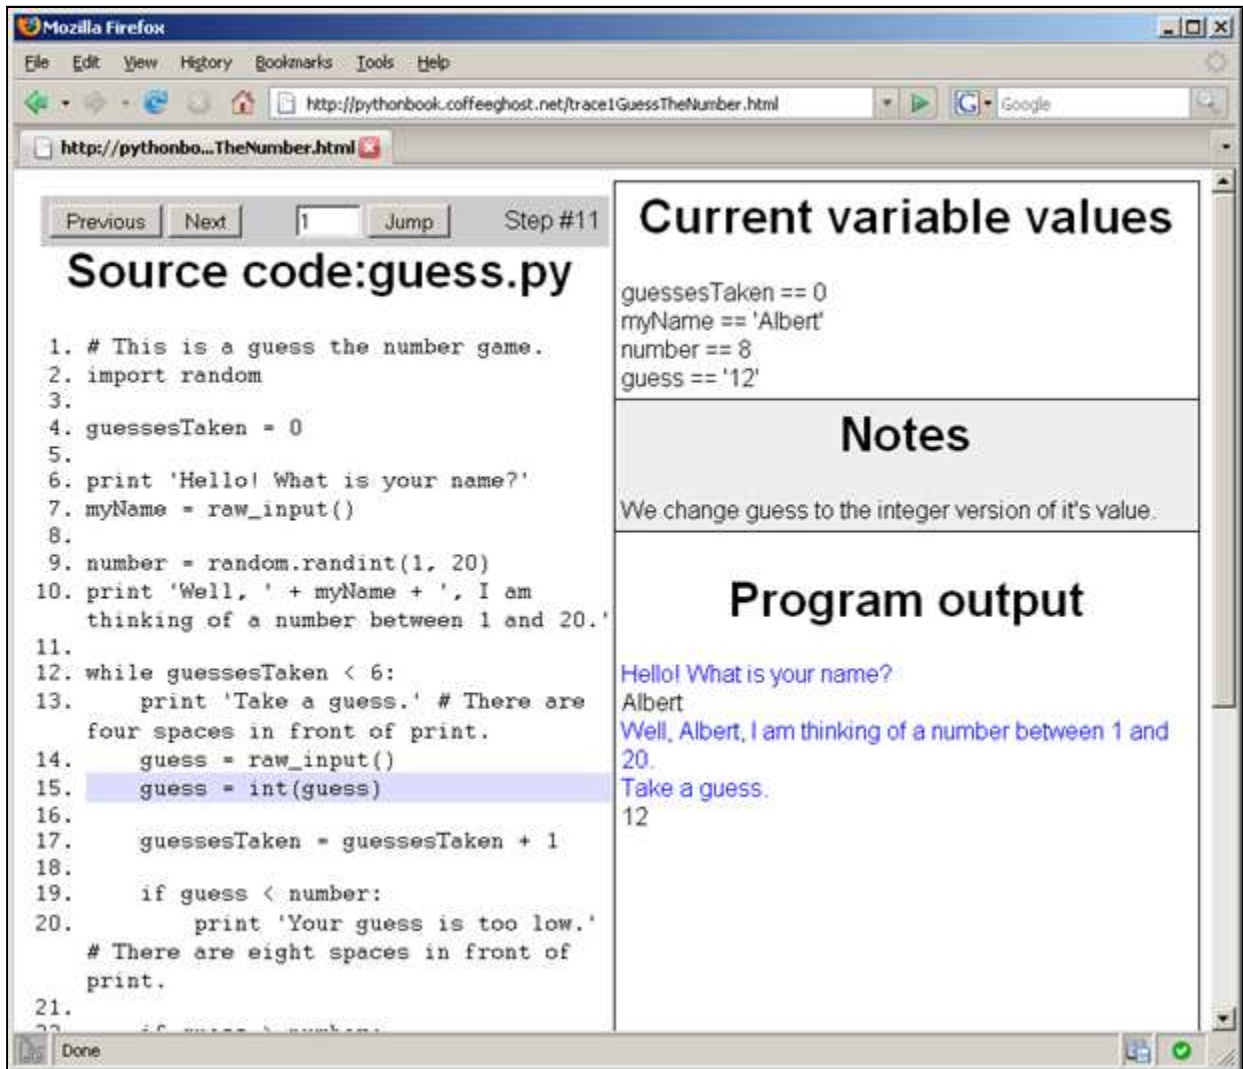 Mozilla Firefox
File Edit View History Bookmarks Tools Help
http://pythonbook.coffeeghost.net/trace1GuessTheNumber.html
G Google
http://pythonbo...TheNumber.html
Previous Next 1 Jump Step #11
Source code:guess.py
1. # This is a guess the number game.
2. import random
3.
4. guessesTaken = 0
5.
6. print 'Hello! What is your name?'
7. myName = raw_input()
8.
9. number = random.randint(1, 20)
10. print 'Well, ' + myName + ', I am
thinking of a number between 1 and 20.'
11.
12. while guessesTaken < 6:
13. print 'Take a guess.' # There are
four spaces in front of print.
14. guess = raw_input()
15. guess = int(guess)
16.
17. guessesTaken = guessesTaken + 1
18.
19. if guess < number:
20. print 'Your guess is too low.'
# There are eight spaces in front of
print.
21.
Current variable values
guessesTaken == 0
myName == 'Albert'
number == 8
guess == '12'
Notes
We change guess to the integer version of it's value.
Program output
Hello! What is your name?
Albert
Well, Albert, I am thinking of a number between 1 and
20.
Take a guess.
12
Done